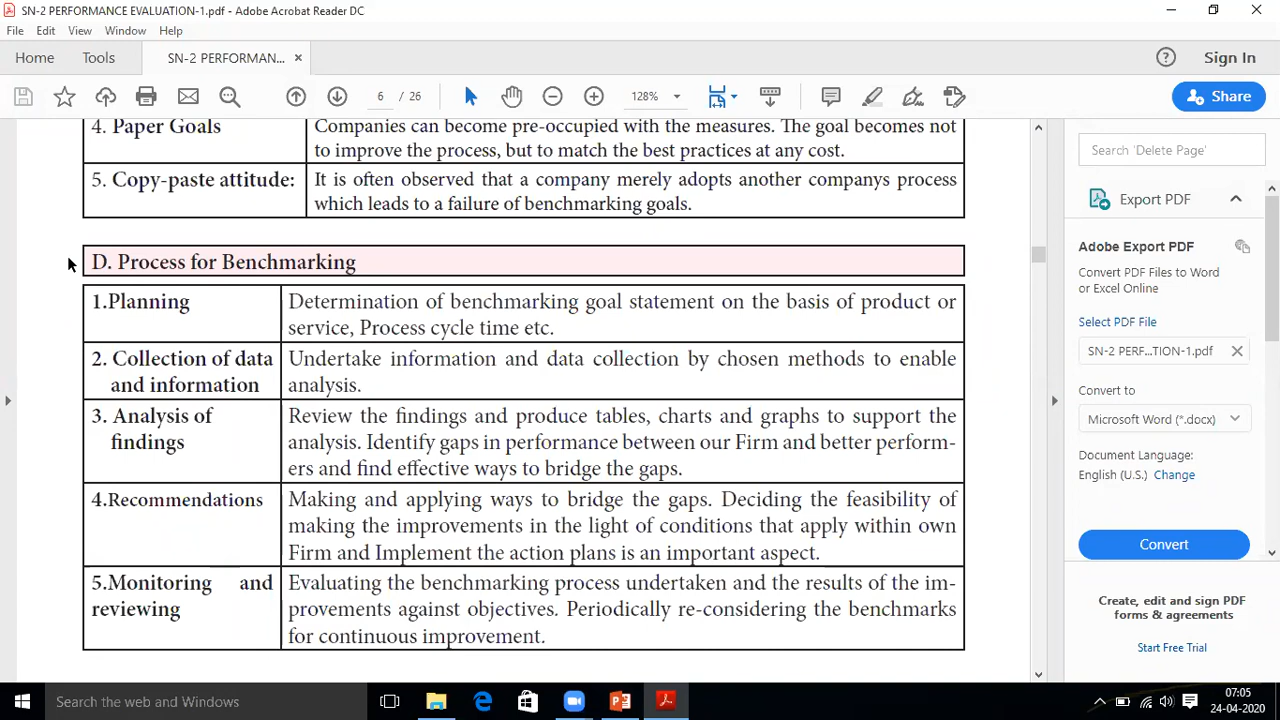 SN-2 PERFORMANCE EVALUATION-1.pdf - Adobe Acrobat Reader DC
File Edit View Window Help
Home Tools SN-2 PERFORMAN... × Sign In
6 / 26 128% Share
4. Paper Goals Companies can become pre-occupied with the measures. The goal becomes not
to improve the process, but to match the best practices at any cost.
5. Copy-paste attitude: It is often observed that a company merely adopts another companys process
which leads to a failure of benchmarking goals.
D. Process for Benchmarking
1.Planning Determination of benchmarking goal statement on the basis of product or
service, Process cycle time etc.
2. Collection of data Undertake information and data collection by chosen methods to enable
and information analysis.
3. Analysis of Review the findings and produce tables, charts and graphs to support the
findings analysis. Identify gaps in performance between our Firm and better perform-
ers and find effective ways to bridge the gaps.
4.Recommendations Making and applying ways to bridge the gaps. Deciding the feasibility of
making the improvements in the light of conditions that apply within own
Firm and Implement the action plans is an important aspect.
5.Monitoring and Evaluating the benchmarking process undertaken and the results of the im-
reviewing provements against objectives. Periodically re-considering the benchmarks
for continuous improvement.
Search 'Delete Page'
Export PDF
Adobe Export PDF
Convert PDF Files to Word
or Excel Online
Select PDF File
SN-2 PERF...TION-1.pdf
Convert to
Microsoft Word (*.docx)
Document Language:
English (U.S.) Change
Convert
Create, edit and sign PDF
forms & agreements
Start Free Trial
Search the web and Windows
07:05
24-04-2020